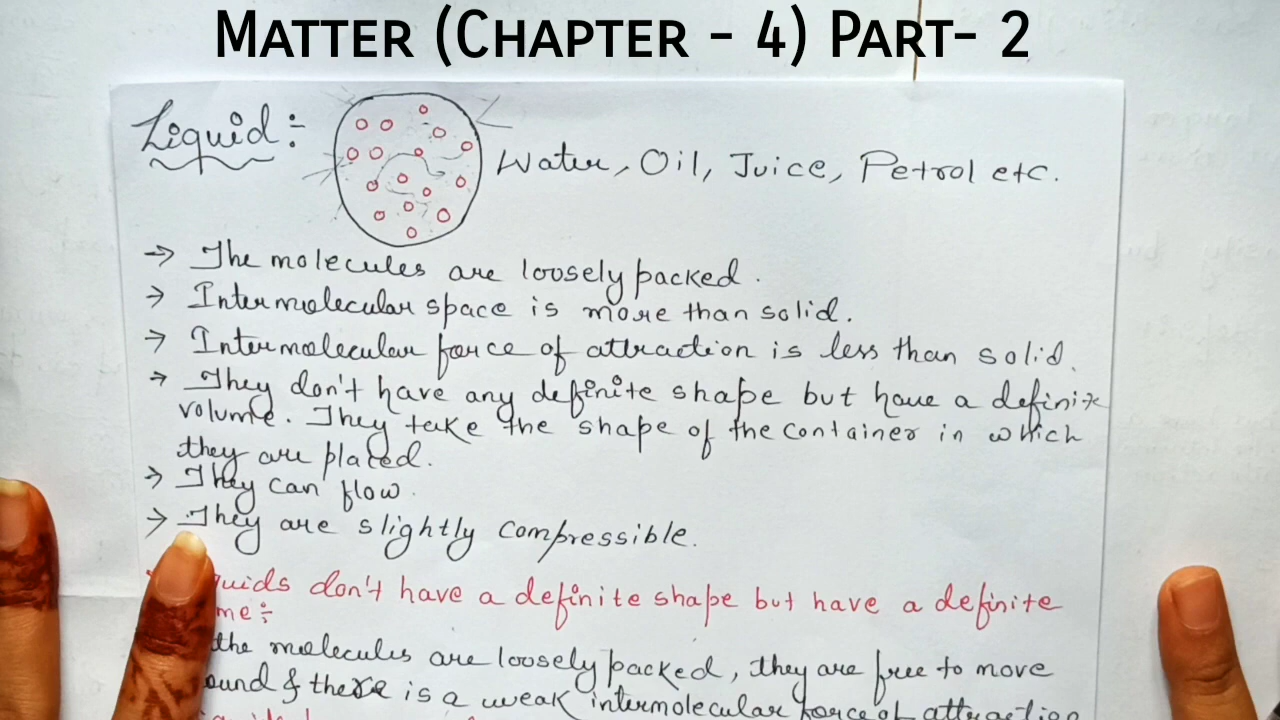 MATTER (CHAPTER - 4) PART- 2
Liquid :-
Water, Oil, Juice, Petrol etc.
→ The molecules are loosely packed.
→ Intermolecular space is more than solid.
→ Intermolecular force of attraction is less than solid.
→ They don't have any definite shape but have a definite
volume. They take the shape of the container in which
they are placed.
→ They can flow.
→ They are slightly compressible.
quids don't have a definite shape but have a definite
me :-
the molecules are loosely packed, they are free to move
ound & there is a weak intermolecular force of attraction